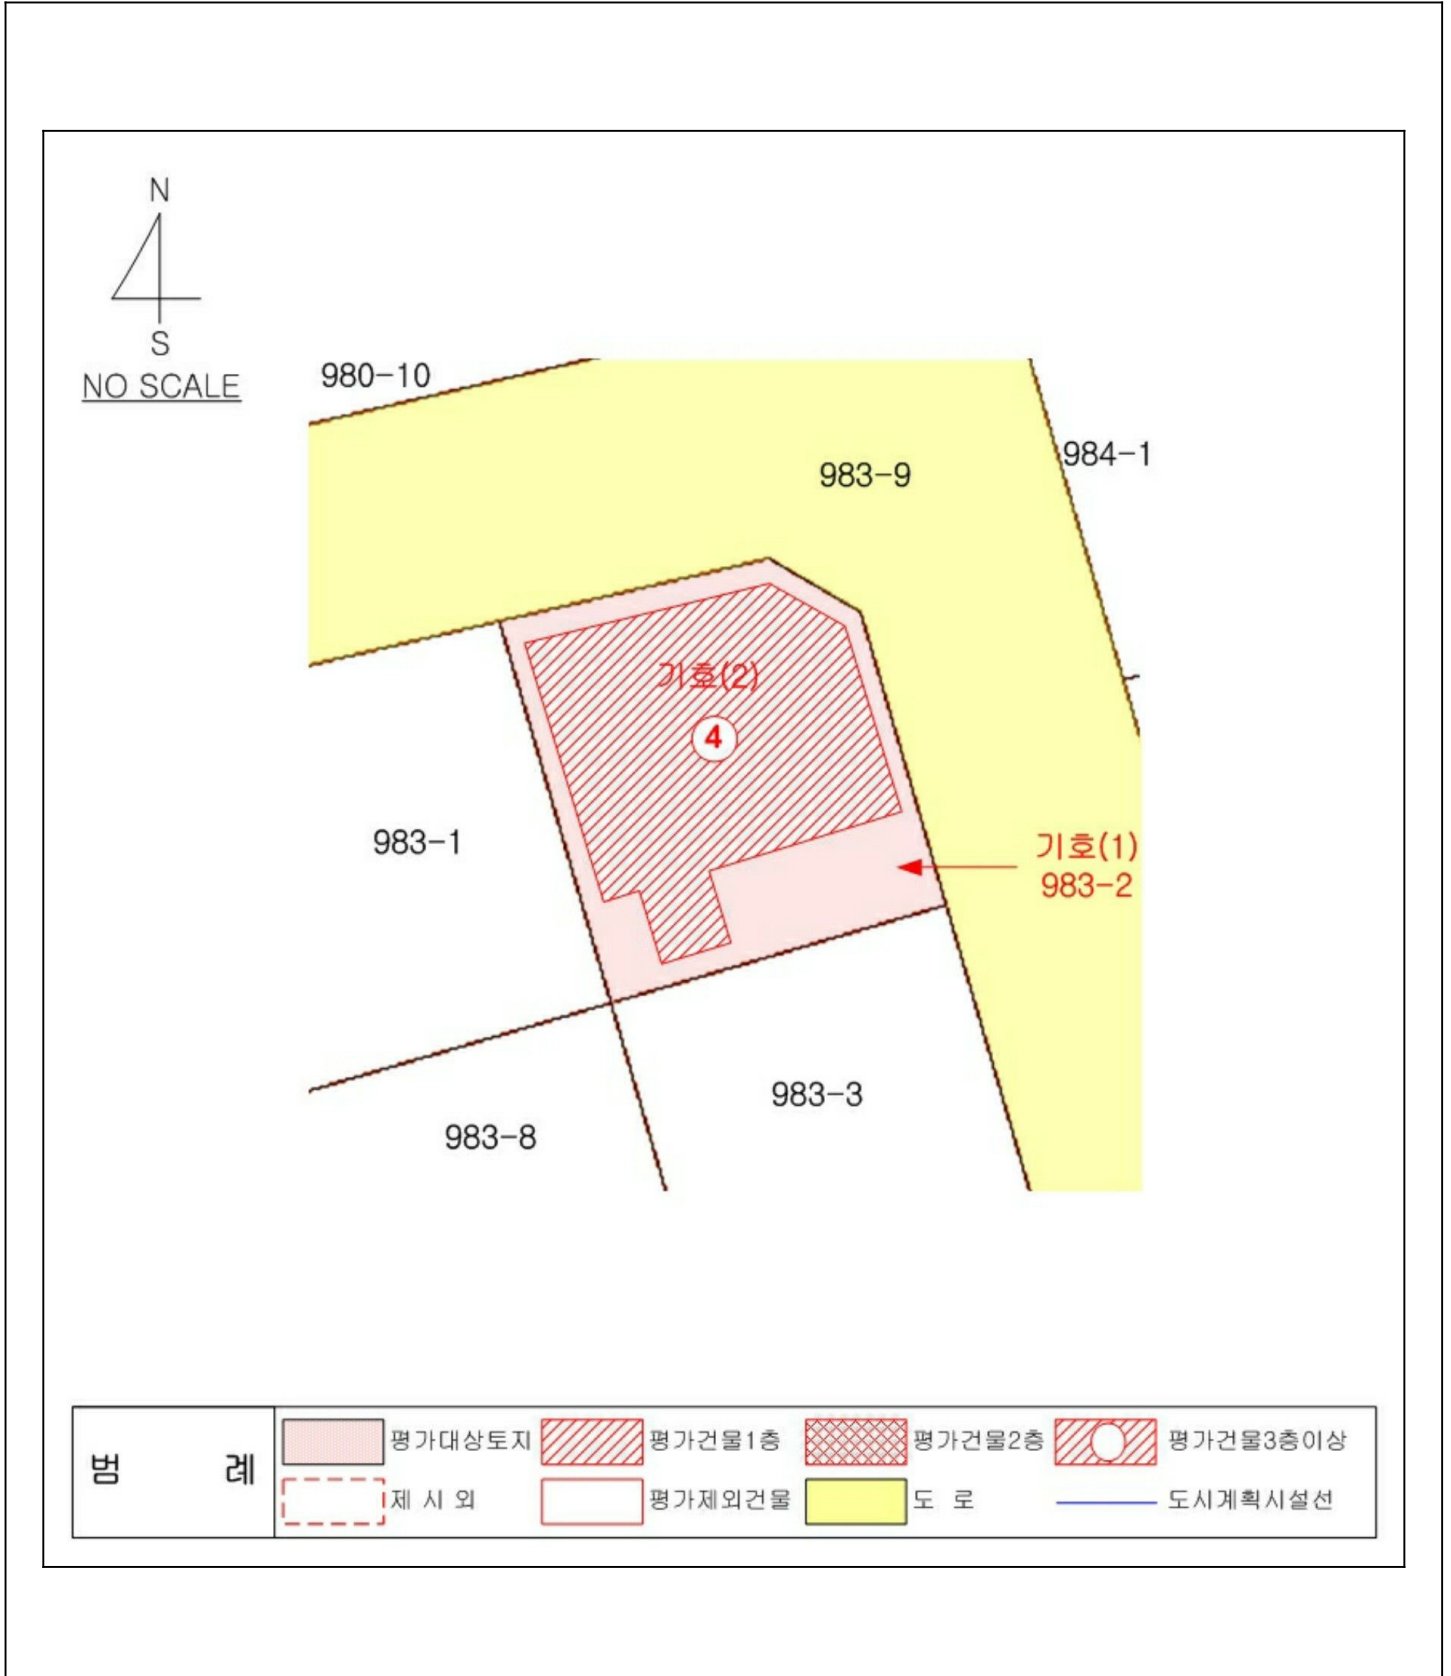 N
S
NO SCALE
980-10
983-9
984-1
기호(2)
4
983-1
기호(1)
983-2
983-3
983-8
범 례
평가대상토지
평가건물1층
평가건물2층
평가건물3층이상
제 시 외
평가제외건물
도 로
도시계획시설선